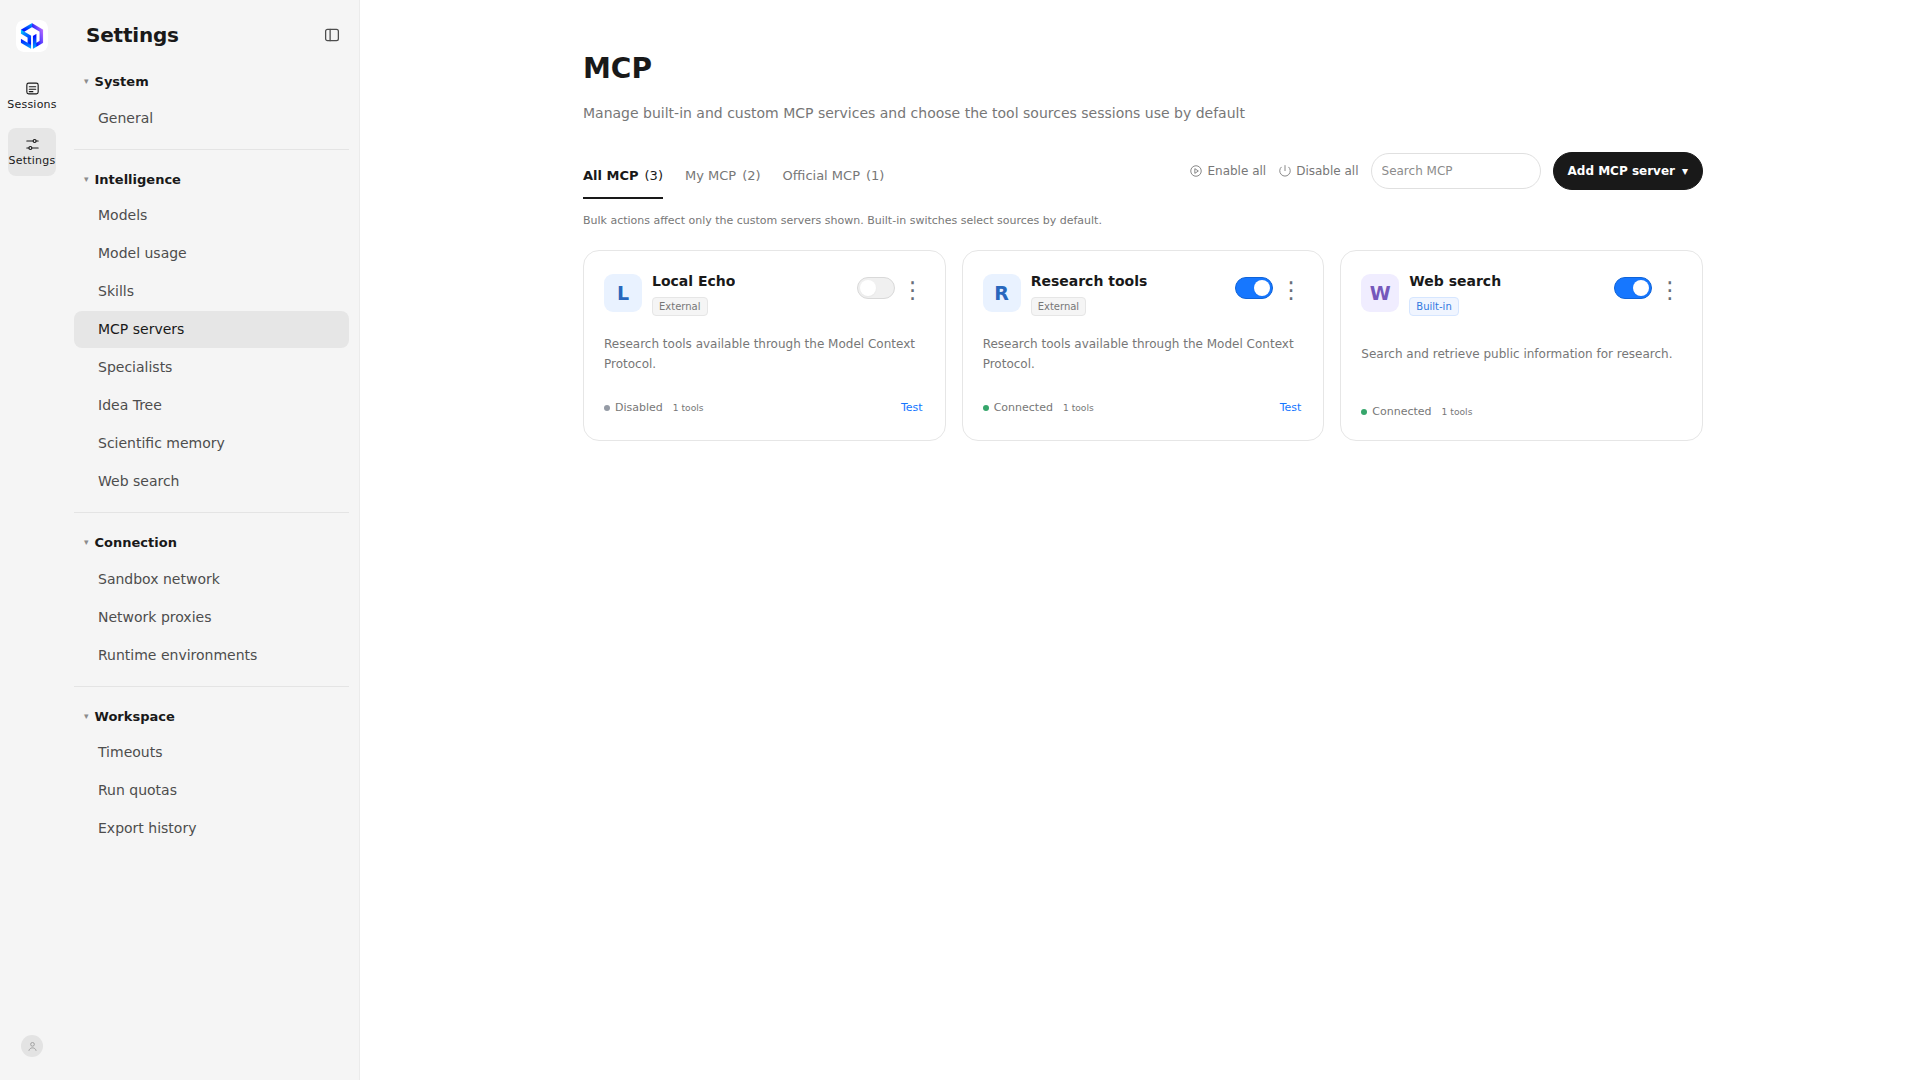 Settings
Sessions
Settings
System
General
Intelligence
Models
Model usage
Skills
MCP servers
Specialists
Idea Tree
Scientific memory
Web search
Connection
Sandbox network
Network proxies
Runtime environments
Workspace
Timeouts
Run quotas
Export history
MCP
Manage built-in and custom MCP services and choose the tool sources sessions use by default
All MCP (3) My MCP (2) Official MCP (1)
Enable all Disable all Search MCP Add MCP server
Bulk actions affect only the custom servers shown. Built-in switches select sources by default.
L Local Echo
External
Research tools available through the Model Context
Protocol.
Disabled 1 tools Test
R Research tools
External
Research tools available through the Model Context
Protocol.
Connected 1 tools Test
W Web search
Built-in
Search and retrieve public information for research.
Connected 1 tools